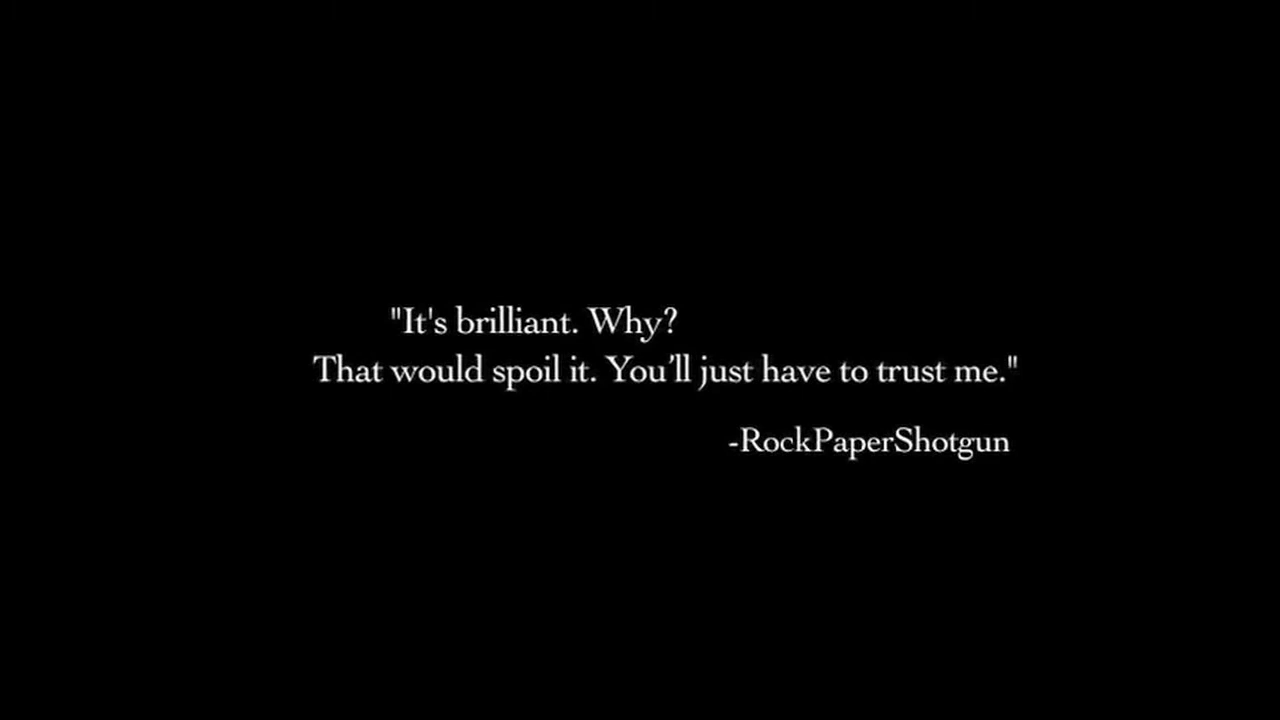 "It's brilliant. Why?
That would spoil it. You’ll just have to trust me."
-RockPaperShotgun